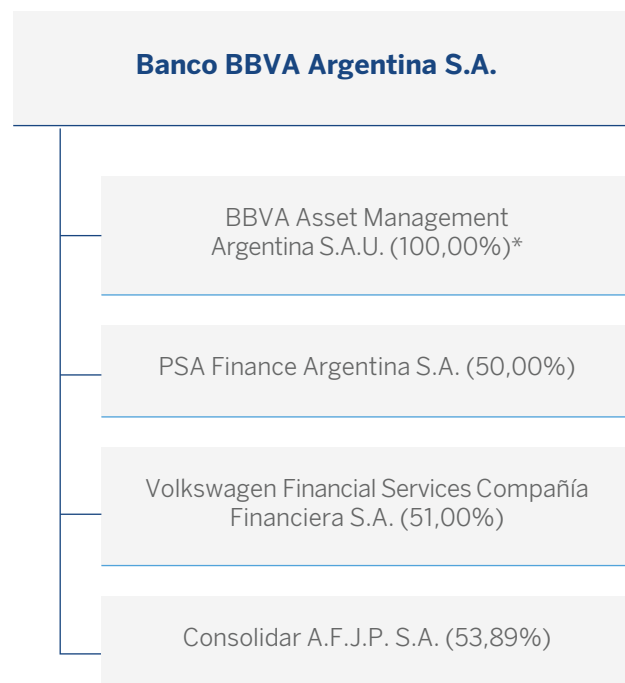 Banco BBVA Argentina S.A.
BBVA Asset Management
Argentina S.A.U. (100,00%)*
PSA Finance Argentina S.A. (50,00%)
Volkswagen Financial Services Compañía
Financiera S.A. (51,00%)
Consolidar A.F.J.P. S.A. (53,89%)